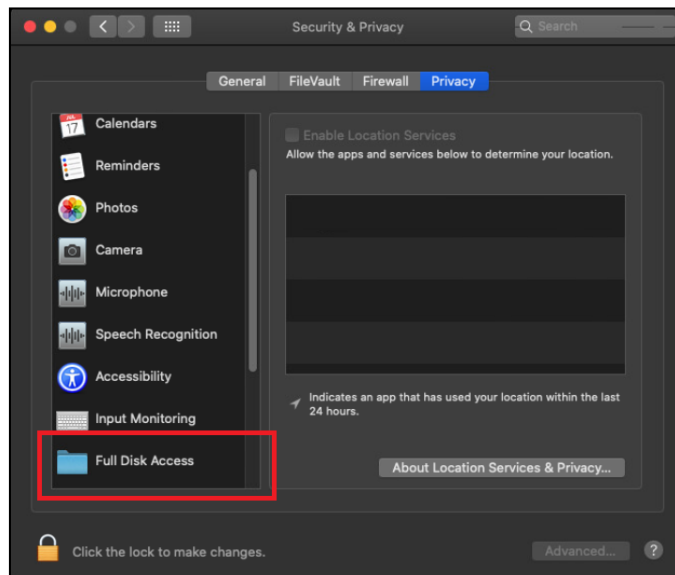 Security & Privacy
Search
General
FileVault
Firewall
Privacy
JUL
17
Calendars
Reminders
Photos
Camera
Microphone
Speech Recognition
Accessibility
Input Monitoring
Full Disk Access
Enable Location Services
Allow the apps and services below to determine your location.
Indicates an app that has used your location within the last
24 hours.
About Location Services & Privacy...
Click the lock to make changes.
Advanced...
?